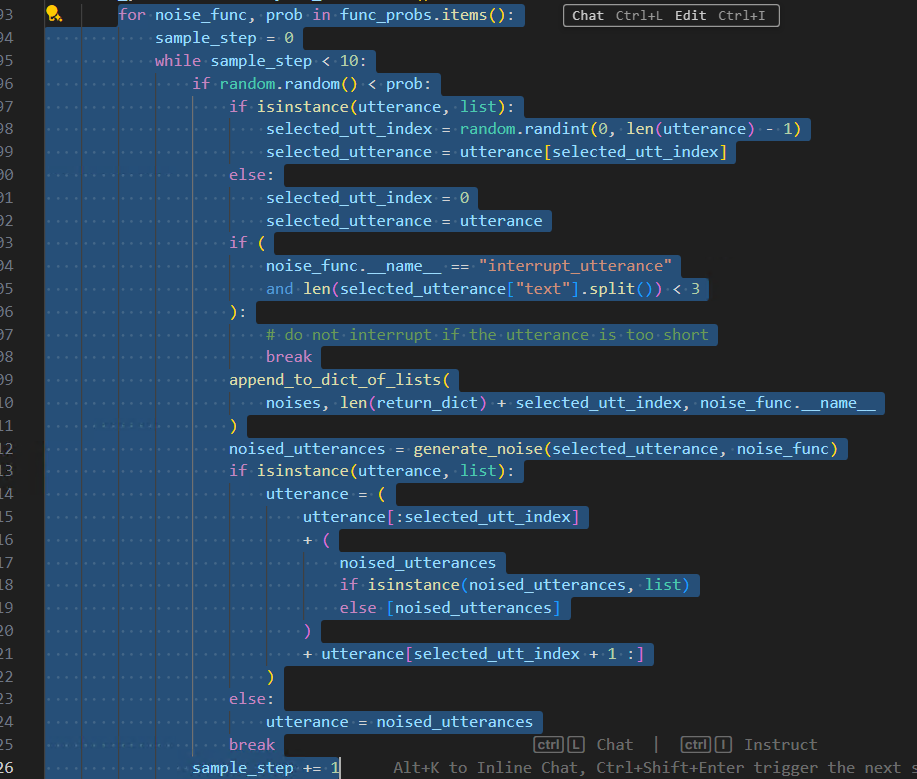 93 for noise_func, prob in func_probs.items(): Chat Ctrl+L Edit Ctrl+I
94 sample_step = 0
95 while sample_step < 10:
96 if random.random() < prob:
97 if isinstance(utterance, list):
98 selected_utt_index = random.randint(0, len(utterance) - 1)
99 selected_utterance = utterance[selected_utt_index]
00 else:
01 selected_utt_index = 0
02 selected_utterance = utterance
03 if (
04 noise_func.__name__ == "interrupt_utterance"
05 and len(selected_utterance["text"].split()) < 3
06 ):
07 # do not interrupt if the utterance is too short
08 break
09 append_to_dict_of_lists(
10 noises, len(return_dict) + selected_utt_index, noise_func.__name__
11 )
12 noised_utterances = generate_noise(selected_utterance, noise_func)
13 if isinstance(utterance, list):
14 utterance = (
15 utterance[:selected_utt_index]
16 + (
17 noised_utterances
18 if isinstance(noised_utterances, list)
19 else [noised_utterances]
20 )
21 + utterance[selected_utt_index + 1 :]
22 )
23 else:
24 utterance = noised_utterances
25 break ctrl L Chat | ctrl I Instruct
26 sample_step += 1 Alt+K to Inline Chat, Ctrl+Shift+Enter trigger the next s